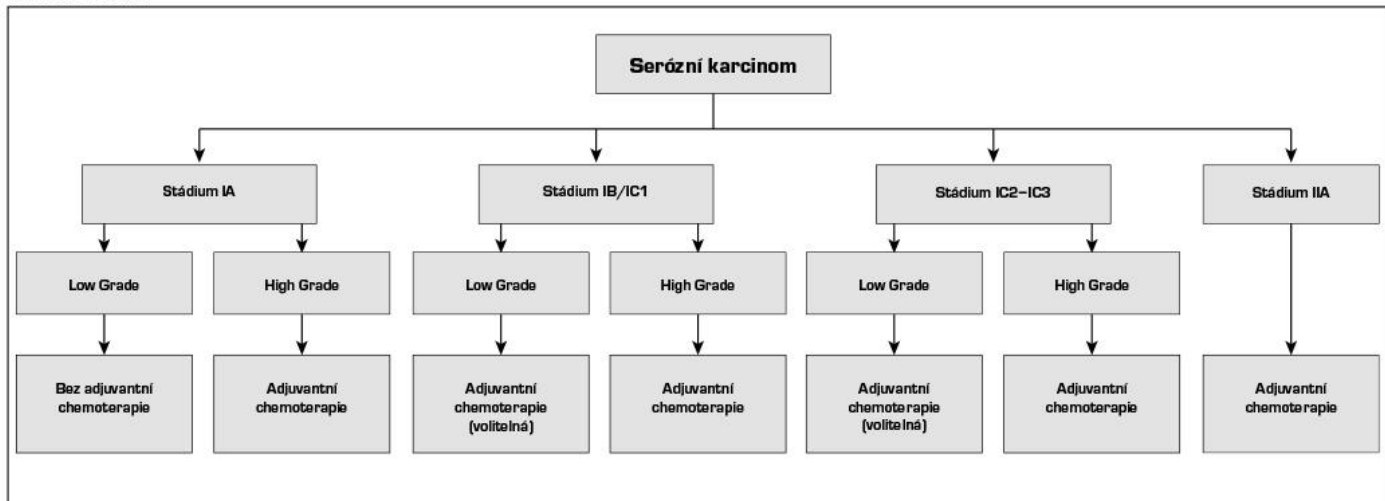 Serózní karcinom
Stádium IA
Stádium IB/IC1
Stádium IC2–IC3
Stádium IIA
Low Grade
High Grade
Low Grade
High Grade
Low Grade
High Grade
Bez adjuvantní
chemoterapie
Adjuvantní
chemoterapie
Adjuvantní
chemoterapie
(volitelná)
Adjuvantní
chemoterapie
Adjuvantní
chemoterapie
(volitelná)
Adjuvantní
chemoterapie
Adjuvantní
chemoterapie